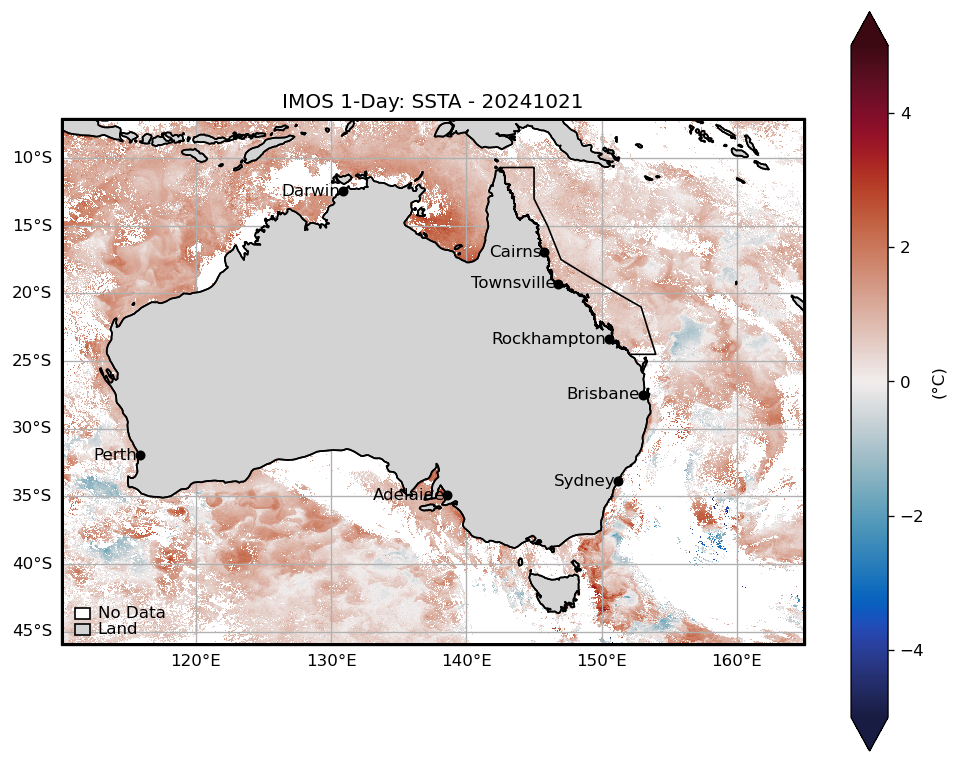 IMOS 1-Day: SSTA - 20241021
10°S
15°S
20°S
25°S
30°S
35°S
40°S
45°S
Darwin
Cairns
Townsville
Rockhampton
Brisbane
Perth
Sydney
Adelaide
No Data
Land
120°E 130°E 140°E 150°E 160°E
4
2
0
−2
−4
(°C)